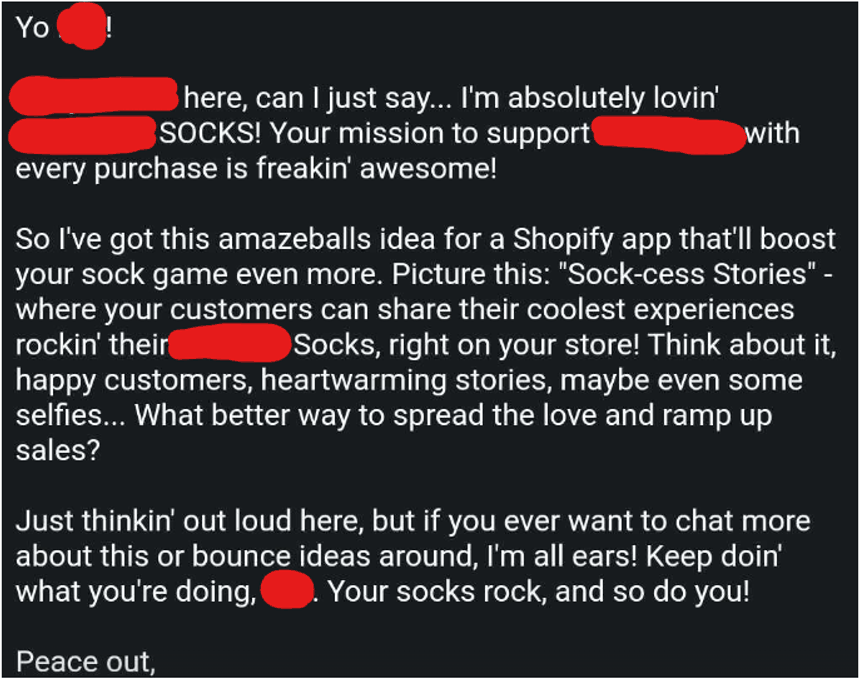 Yo !
here, can I just say... I'm absolutely lovin'
SOCKS! Your mission to support with
every purchase is freakin' awesome!
So I've got this amazeballs idea for a Shopify app that'll boost
your sock game even more. Picture this: "Sock-cess Stories" -
where your customers can share their coolest experiences
rockin' their Socks, right on your store! Think about it,
happy customers, heartwarming stories, maybe even some
selfies... What better way to spread the love and ramp up
sales?
Just thinkin' out loud here, but if you ever want to chat more
about this or bounce ideas around, I'm all ears! Keep doin'
what you're doing, . Your socks rock, and so do you!
Peace out,